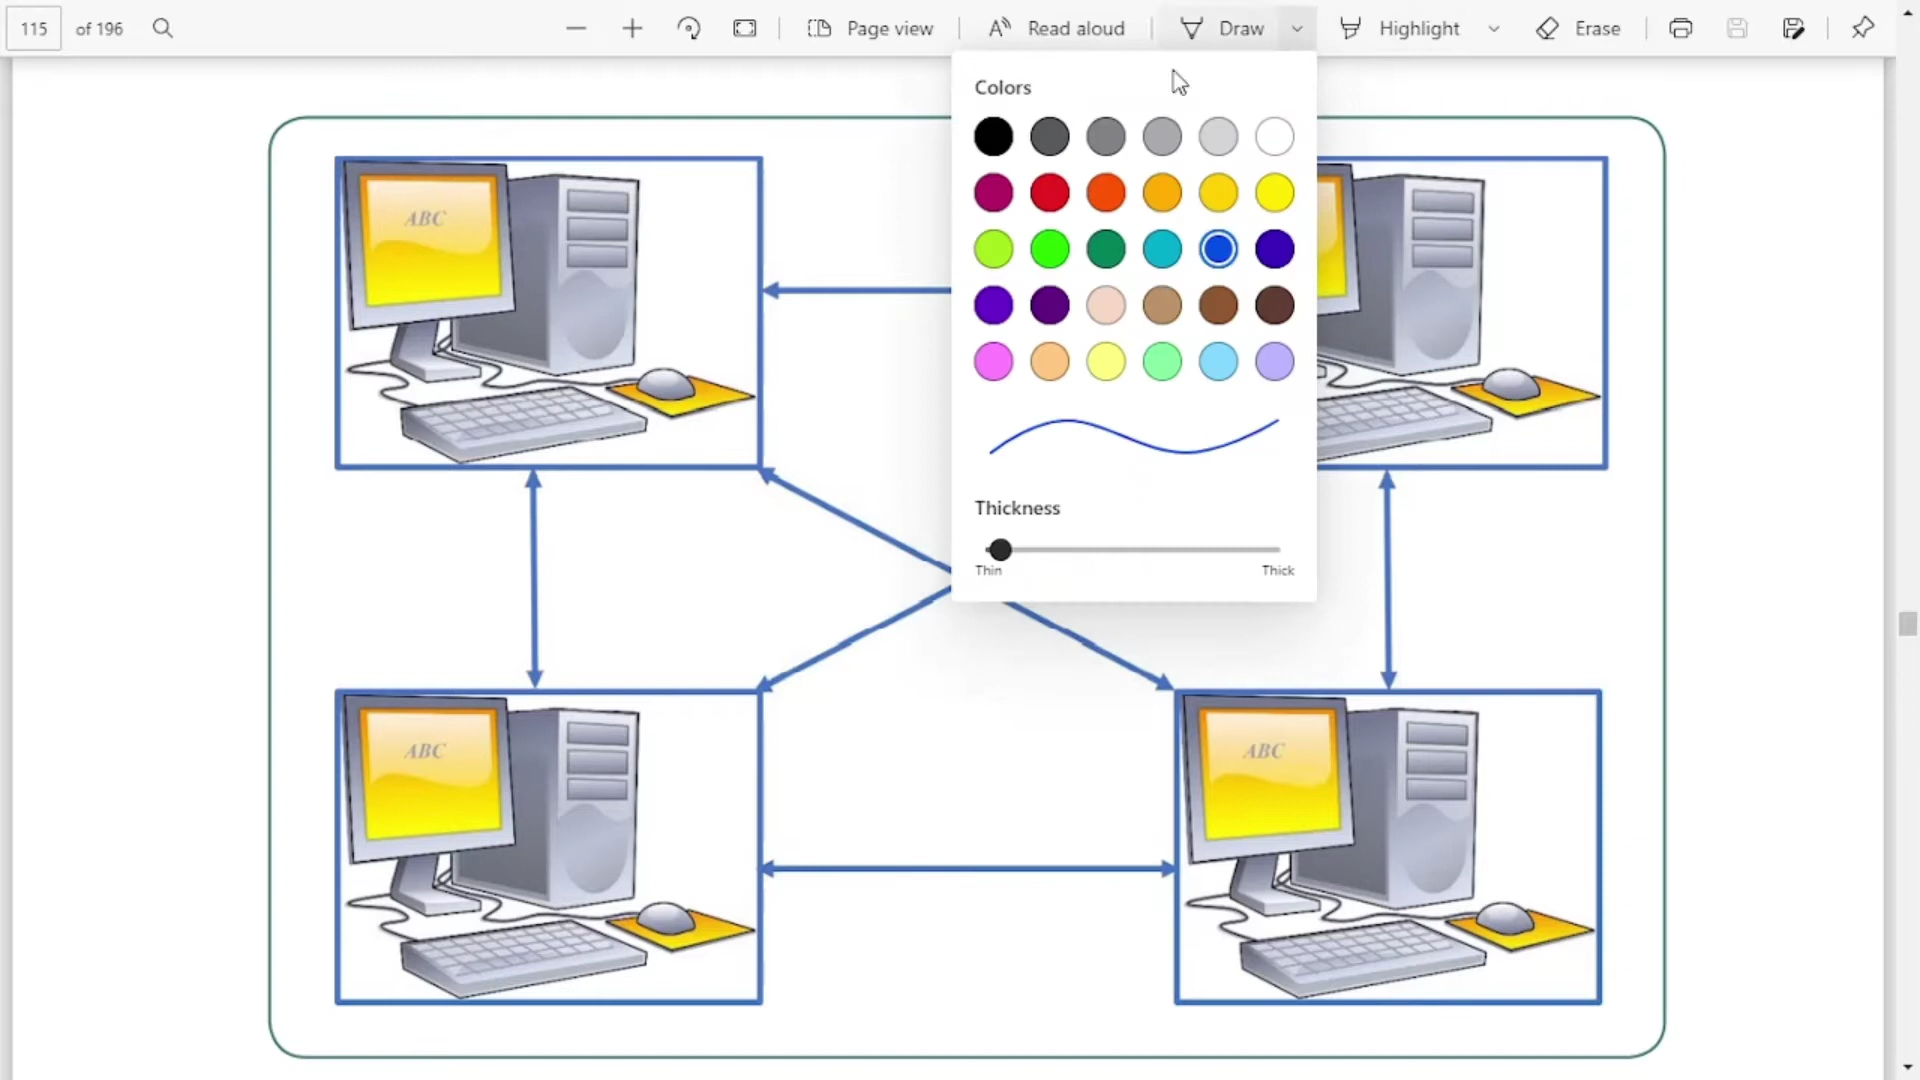 115 of 196 Page view Read aloud Draw Highlight Erase
Colors
ABC
Thickness
Thin Thick
ABC ABC